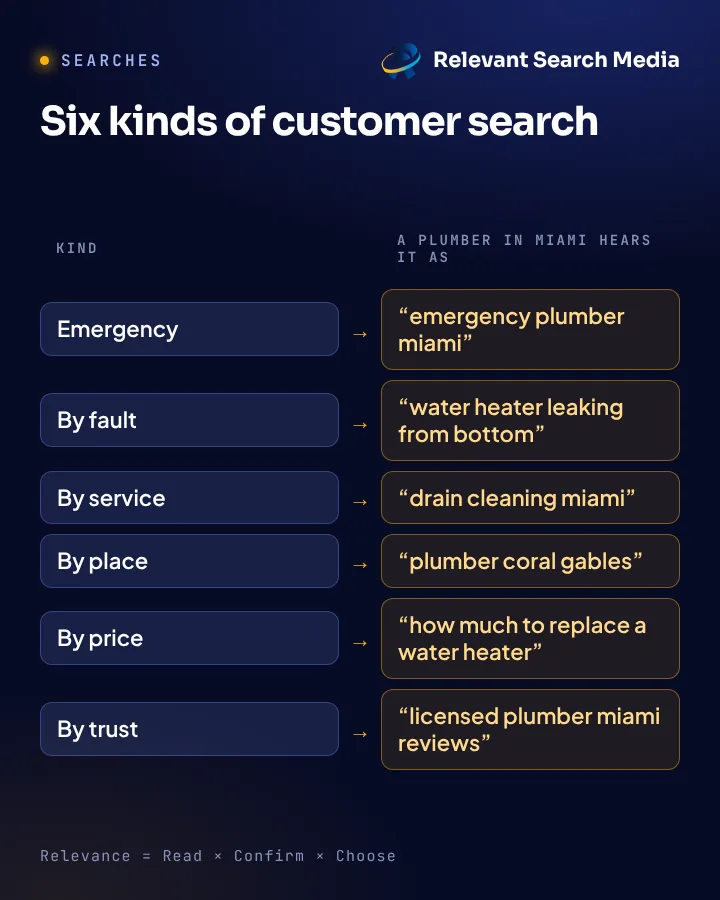 SEARCHES
Relevant Search Media
Six kinds of customer search
KIND
A PLUMBER IN MIAMI HEARS
IT AS
Emergency
→
“emergency plumber
miami”
By fault
→
“water heater leaking
from bottom”
By service
→
“drain cleaning miami”
By place
→
“plumber coral gables”
By price
→
“how much to replace a
water heater”
By trust
→
“licensed plumber miami
reviews”
Relevance = Read × Confirm × Choose